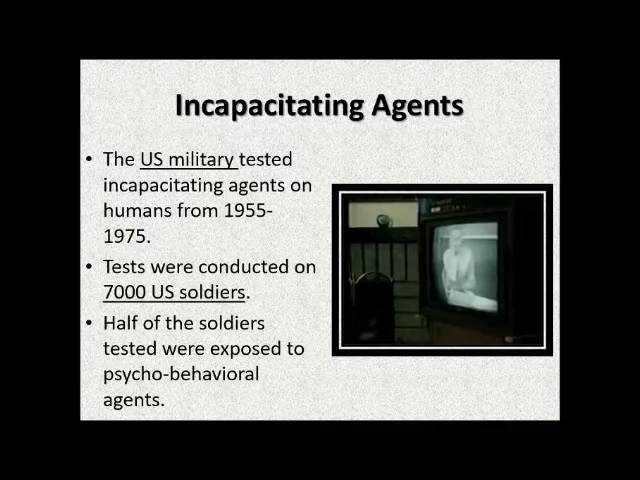 Incapacitating Agents
• The US military tested
incapacitating agents on
humans from 1955-
1975.
• Tests were conducted on
7000 US soldiers.
• Half of the soldiers
tested were exposed to
psycho-behavioral
agents.